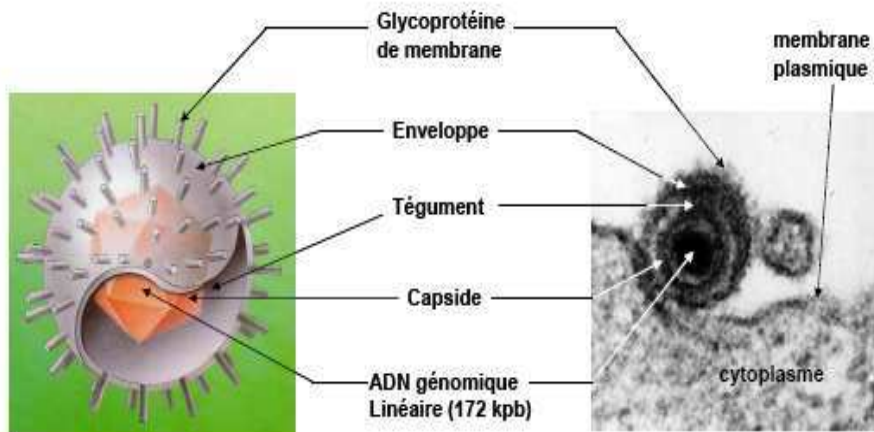 Glycoprotéine
de membrane
membrane
plasmique
Enveloppe
Tégument
Capside
ADN génomique
Linéaire (172 kpb)
cytoplasme